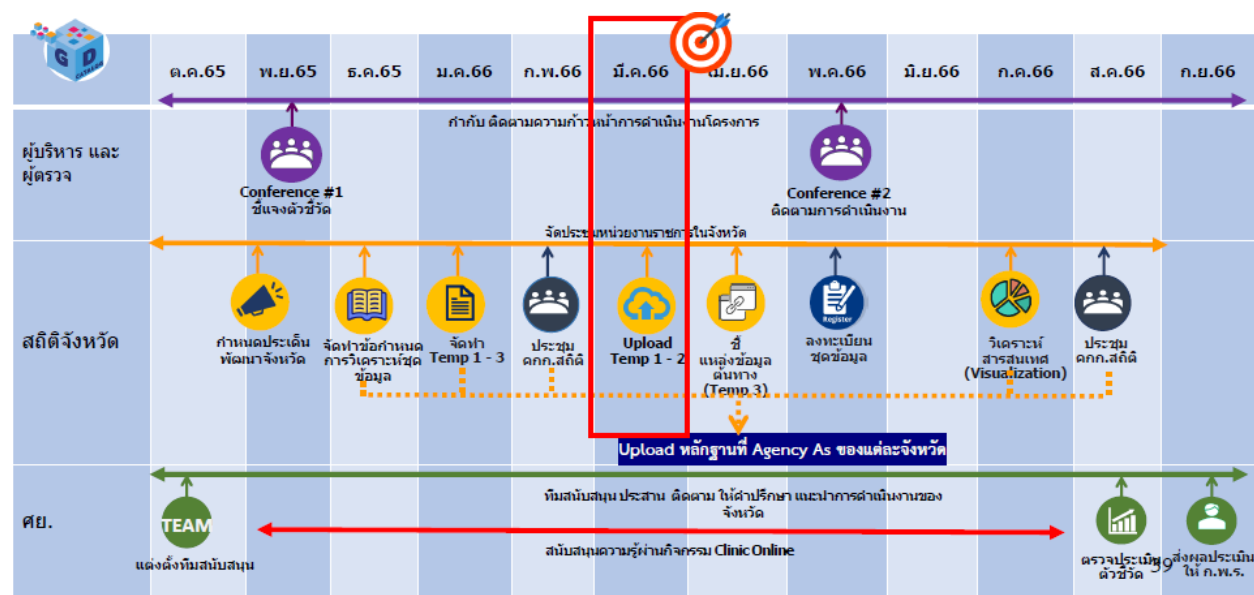 G D
CATALOG
ต.ค.65 พ.ย.65 ธ.ค.65 ม.ค.66 ก.พ.66 มี.ค.66 เม.ย.66 พ.ค.66 มิ.ย.66 ก.ค.66 ส.ค.66 ก.ย.66
กำกับ ติดตามความก้าวหน้าการดำเนินงานโครงการ
ผู้บริหาร และ
ผู้ตรวจ
Conference #1
ชี้แจงตัวชี้วัด
Conference #2
ติดตามการดำเนินงาน
จัดประชุมหน่วยงานราชการในจังหวัด
สถิติจังหวัด
กำหนดประเด็น
พัฒนาจังหวัด
จัดทำข้อกำหนด
การวิเคราะห์ชุด
ข้อมูล
จัดทำ
Temp 1 - 3
ประชุม
คกก.สถิติ
Upload
Temp 1 - 2
ชี้
แหล่งข้อมูล
ต้นทาง
(Temp 3)
Register
ลงทะเบียน
ชุดข้อมูล
วิเคราะห์
สารสนเทศ
(Visualization)
ประชุม
คกก.สถิติ
Upload หลักฐานที่ Agency As ของแต่ละจังหวัด
ทีมสนับสนุน ประสาน ติดตาม ให้คำปรึกษา แนะนำการดำเนินงานของ
จังหวัด
ศย.
TEAM
แต่งตั้งทีมสนับสนุน
สนับสนุนความรู้ผ่านกิจกรรม Clinic Online
ตรวจประเมิน
ตัวชี้วัด
39
ส่งผลประเมิน
ให้ ก.พ.ร.